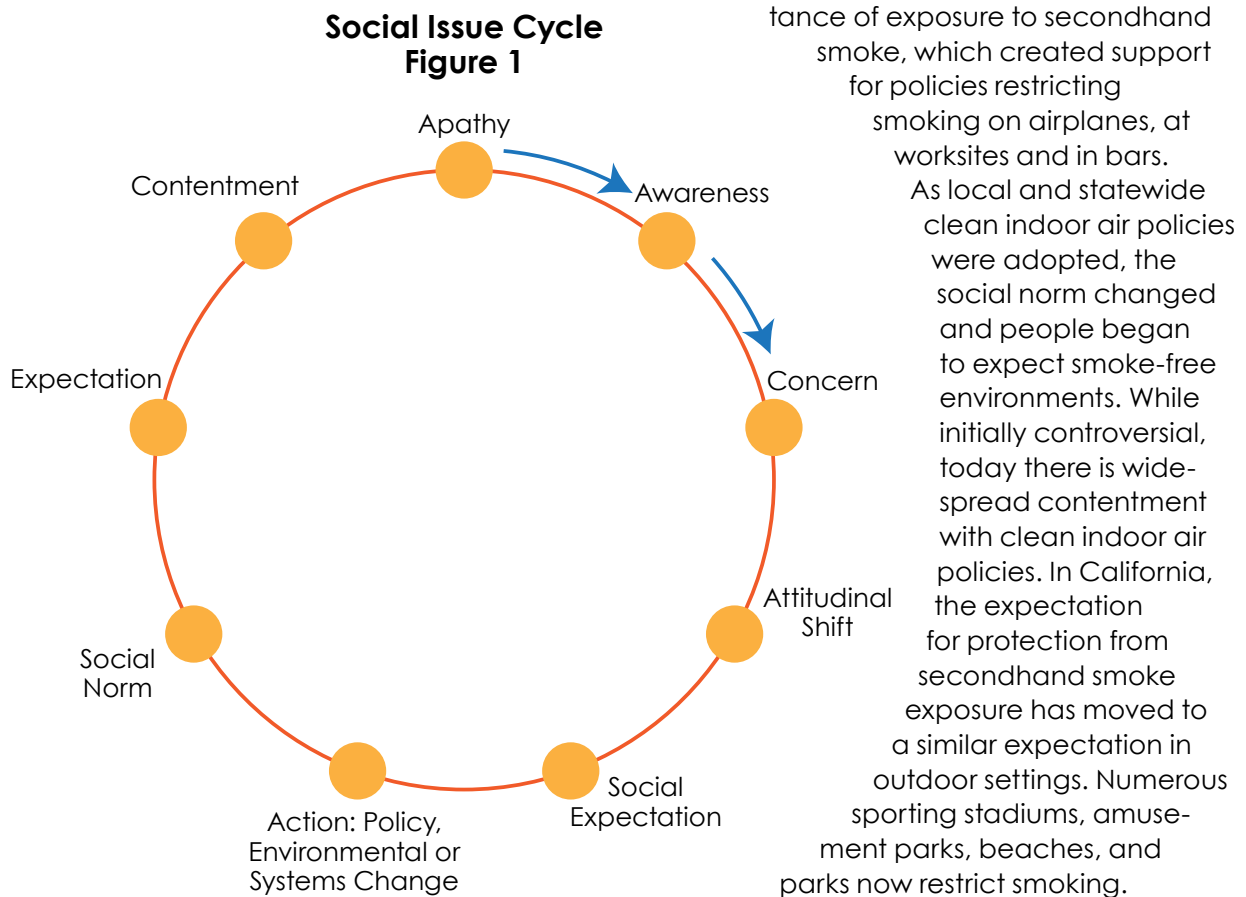 Social Issue Cycle
Figure 1
Apathy
Awareness
Concern
Attitudinal
Shift
Social
Expectation
Action: Policy,
Environmental or
Systems Change
Social
Norm
Expectation
Contentment
tance of exposure to secondhand
smoke, which created support
for policies restricting
smoking on airplanes, at
worksites and in bars.
As local and statewide
clean indoor air policies
were adopted, the
social norm changed
and people began
to expect smoke-free
environments. While
initially controversial,
today there is wide-
spread contentment
with clean indoor air
policies. In California,
the expectation
for protection from
secondhand smoke
exposure has moved to
a similar expectation in
outdoor settings. Numerous
sporting stadiums, amuse-
ment parks, beaches, and
parks now restrict smoking.